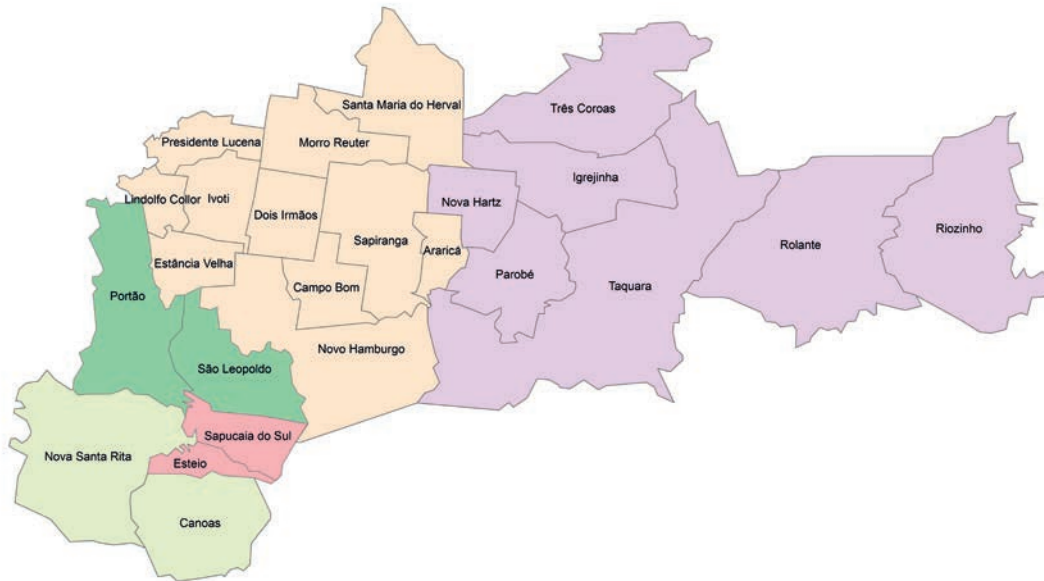 Santa Maria do Herval
Três Coroas
Presidente Lucena
Morro Reuter
Igrejinha
Lindolfo Collor
Ivoti
Nova Hartz
Dois Irmãos
Riozinho
Sapiranga
Araricá
Rolante
Estância Velha
Parobé
Campo Bom
Taquara
Portão
Novo Hamburgo
São Leopoldo
Sapucaia do Sul
Nova Santa Rita
Esteio
Canoas